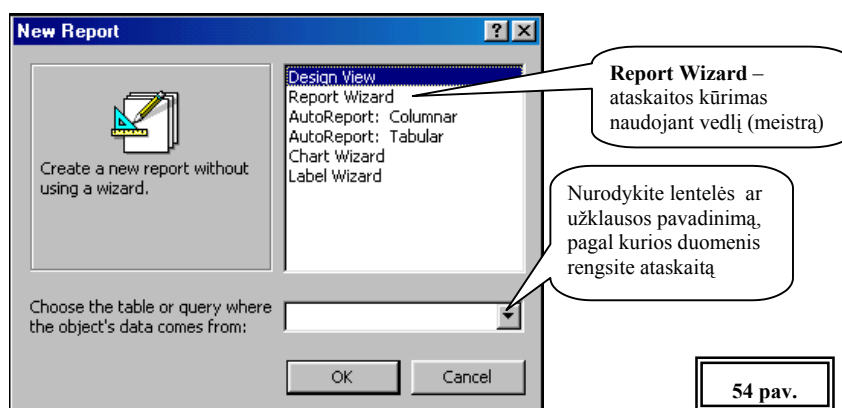 New Report
Design View
Report Wizard
AutoReport: Columnar
AutoReport: Tabular
Chart Wizard
Label Wizard
Create a new report without
using a wizard.
Report Wizard –
ataskaitos kūrimas
naudojant vedlį (meistrą)
Nurodykite lentelės ar
užklausos pavadinimą,
pagal kurios duomenis
rengsite ataskaitą
Choose the table or query where
the object's data comes from:
OK
Cancel
54 pav.